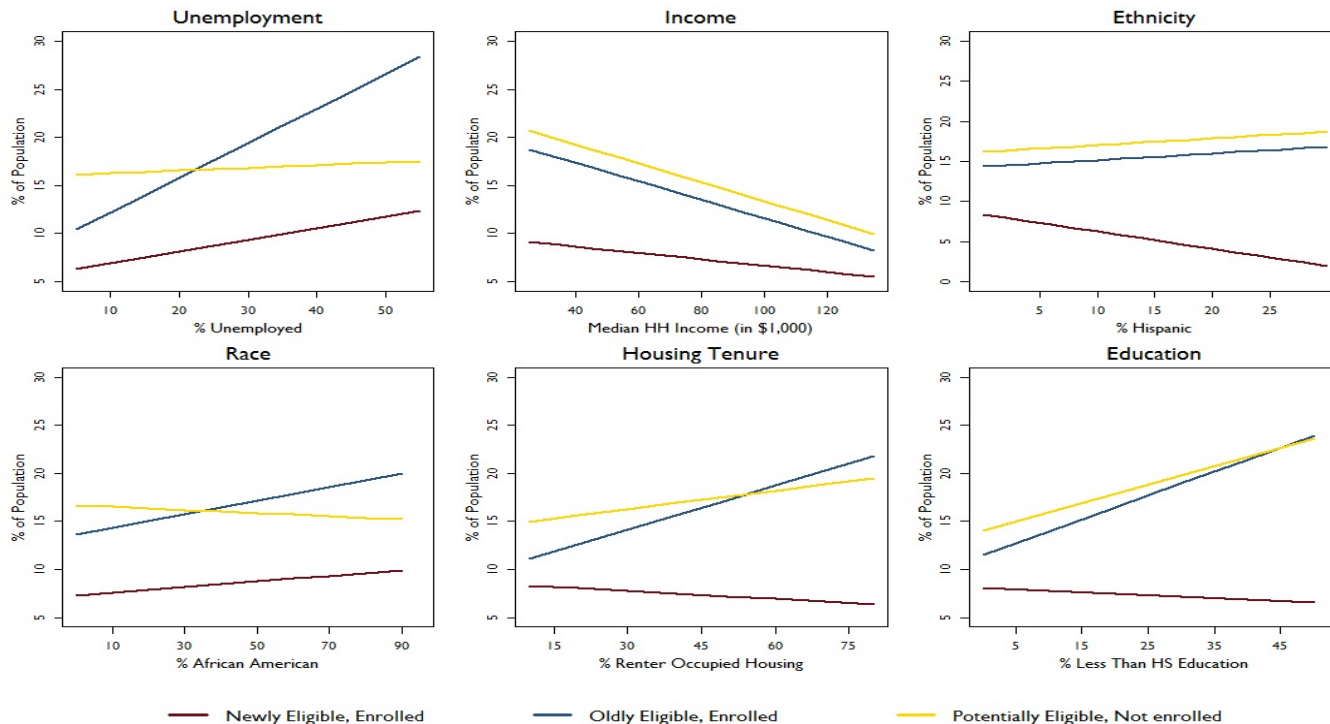 Unemployment
% of Population
30
25
20
15
10
5
10 20 30 40 50
% Unemployed
Income
% of Population
30
25
20
15
10
5
40 60 80 100 120
Median HH Income (in $1,000)
Ethnicity
% of Population
30
25
20
15
10
5
0
5 10 15 20 25
% Hispanic
Race
% of Population
30
25
20
15
10
5
10 30 50 70 90
% African American
Housing Tenure
% of Population
30
25
20
15
10
5
15 30 45 60 75
% Renter Occupied Housing
Education
% of Population
30
25
20
15
10
5
5 15 25 35 45
% Less Than HS Education
Newly Eligible, Enrolled Oldly Eligible, Enrolled Potentially Eligible, Not enrolled